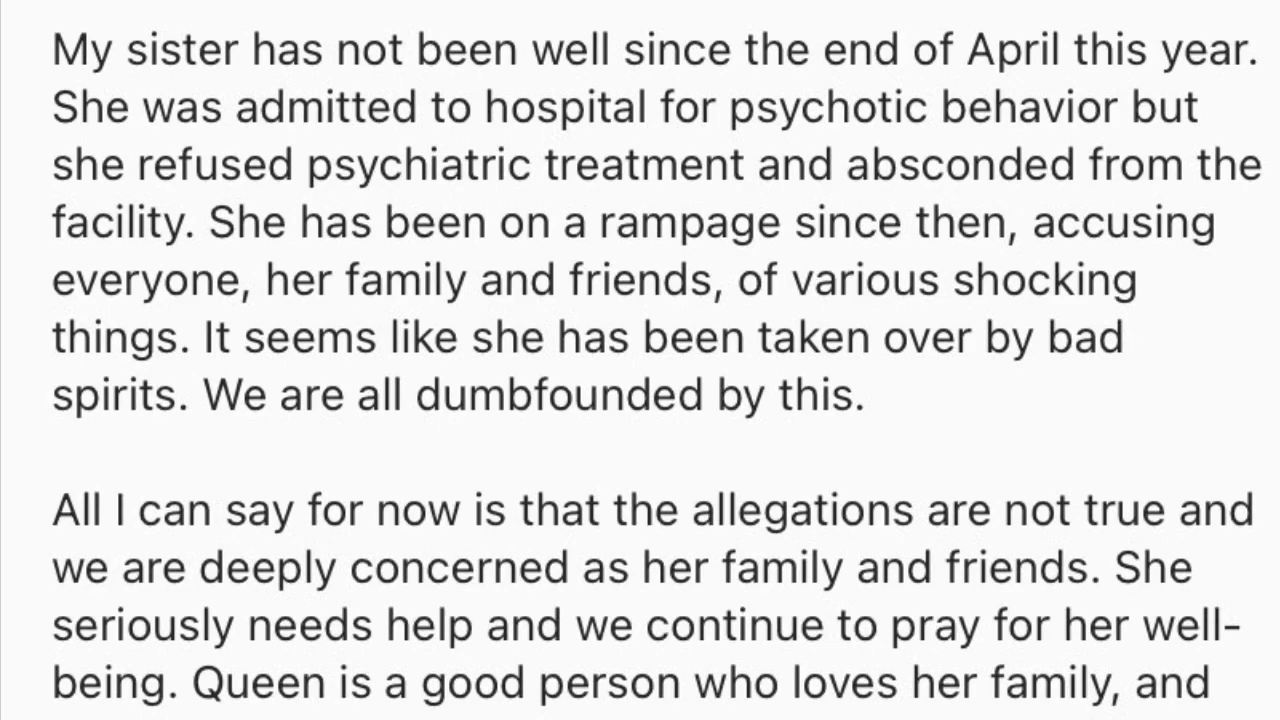 My sister has not been well since the end of April this year.
She was admitted to hospital for psychotic behavior but
she refused psychiatric treatment and absconded from the
facility. She has been on a rampage since then, accusing
everyone, her family and friends, of various shocking
things. It seems like she has been taken over by bad
spirits. We are all dumbfounded by this.
All I can say for now is that the allegations are not true and
we are deeply concerned as her family and friends. She
seriously needs help and we continue to pray for her well-
being. Queen is a good person who loves her family, and